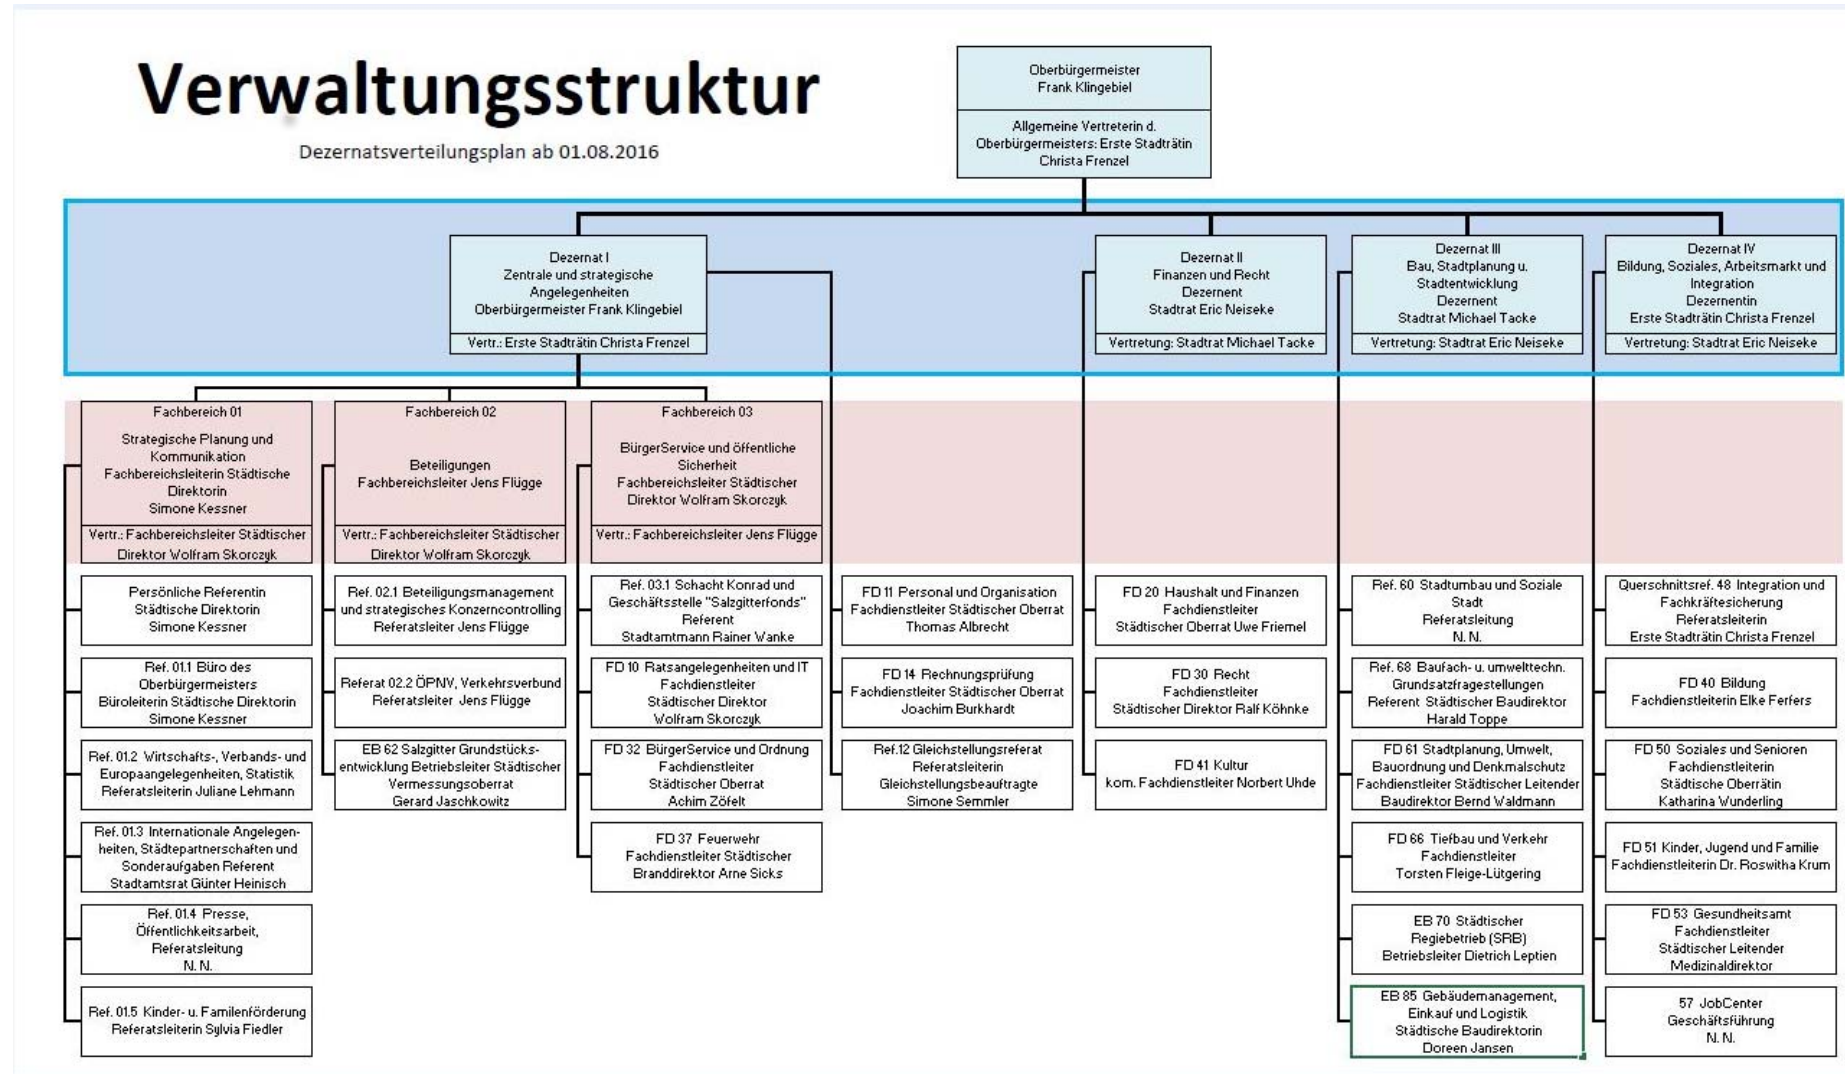 Verwaltungsstruktur
Dezernatsverteilungsplan ab 01.08.2016
Oberbürgermeister
Frank Klingebiel
Allgemeine Vertreterin d.
Oberbürgermeisters: Erste Stadträtin
Christa Frenzel
Dezernat I
Zentrale und strategische
Angelegenheiten
Oberbürgermeister Frank Klingebiel
Vertr.: Erste Stadträtin Christa Frenzel
Dezernat II
Finanzen und Recht
Dezernent
Stadtrat Eric Neiseke
Vertretung: Stadtrat Michael Tacke
Dezernat III
Bau, Stadtplanung u.
Stadtentwicklung
Dezernent
Stadtrat Michael Tacke
Vertretung: Stadtrat Eric Neiseke
Dezernat IV
Bildung, Soziales, Arbeitsmarkt und
Integration
Dezernentin
Erste Stadträtin Christa Frenzel
Vertretung: Stadtrat Eric Neiseke
Fachbereich 01
Strategische Planung und
Kommunikation
Fachbereichsleiterin Städtische
Direktorin
Simone Kessner
Vertr.: Fachbereichsleiter Städtischer
Direktor Wolfram Skorczyk
Fachbereich 02
Beteiligungen
Fachbereichsleiter Jens Flügge
Vertr.: Fachbereichsleiter Städtischer
Direktor Wolfram Skorczyk
Fachbereich 03
BürgerService und öffentliche
Sicherheit
Fachbereichsleiter Städtischer
Direktor Wolfram Skorczyk
Vertr.: Fachbereichsleiter Jens Flügge
Persönliche Referentin
Städtische Direktorin
Simone Kessner
Ref. 01.1 Büro des
Oberbürgermeisters
Büroleiterin Städtische Direktorin
Simone Kessner
Ref. 01.2 Wirtschafts-, Verbands- und
Europaangelegenheiten, Statistik
Referatsleiterin Juliane Lehmann
Ref. 01.3 Internationale Angelegen-
heiten, Städtepartnerschaften und
Sonderaufgaben Referent
Stadtamtsrat Günter Heinisch
Ref. 01.4 Presse,
Öffentlichkeitsarbeit,
Referatsleitung
N. N.
Ref. 01.5 Kinder- u. Familenförderung
Referatsleiterin Sylvia Fiedler
Ref. 02.1 Beteiligungsmanagement
und strategisches Konzerncontrolling
Referatsleiter Jens Flügge
Referat 02.2 ÖPNV, Verkehrsverbund
Referatsleiter Jens Flügge
EB 62 Salzgitter Grundstücks-
entwicklung Betriebsleiter Städtischer
Vermessungsoberrat
Gerard Jaschkowitz
Ref. 03.1 Schacht Konrad und
Geschäftsstelle "Salzgitterfonds"
Referent
Stadtamtmann Rainer Wanke
FD 10 Ratsangelegenheiten und IT
Fachdienstleiter
Städtischer Direktor
Wolfram Skorczyk
FD 32 BürgerService und Ordnung
Fachdienstleiter
Städtischer Oberrat
Achim Zöfelt
FD 37 Feuerwehr
Fachdienstleiter Städtischer
Branddirektor Arne Sicks
FD 11 Personal und Organisation
Fachdienstleiter Städtischer Oberrat
Thomas Albrecht
FD 14 Rechnungsprüfung
Fachdienstleiter Städtischer Oberrat
Joachim Burkhardt
Ref.12 Gleichstellungsreferat
Referatsleiterin
Gleichstellungsbeauftragte
Simone Semmler
FD 20 Haushalt und Finanzen
Fachdienstleiter
Städtischer Oberrat Uwe Friemel
FD 30 Recht
Fachdienstleiter
Städtischer Direktor Ralf Köhnke
FD 41 Kultur
kom. Fachdienstleiter Norbert Uhde
Ref. 60 Stadtumbau und Soziale
Stadt
Referatsleitung
N. N.
Ref. 68 Baufach- u. umwelttechn.
Grundsatzfragestellungen
Referent Städtischer Baudirektor
Harald Toppe
FD 61 Stadtplanung, Umwelt,
Bauordnung und Denkmalschutz
Fachdienstleiter Städtischer Leitender
Baudirektor Bernd Waldmann
FD 66 Tiefbau und Verkehr
Fachdienstleiter
Torsten Fleige-Lütgering
EB 70 Städtischer
Regiebetrieb (SRB)
Betriebsleiter Dietrich Leptien
EB 85 Gebäudemanagement,
Einkauf und Logistik
Städtische Baudirektorin
Doreen Jansen
Querschnittsref. 48 Integration und
Fachkräftesicherung
Referatsleiterin
Erste Stadträtin Christa Frenzel
FD 40 Bildung
Fachdienstleiterin Elke Ferfers
FD 50 Soziales und Senioren
Fachdienstleiterin
Städtische Oberrätin
Katharina Wunderling
FD 51 Kinder, Jugend und Familie
Fachdienstleiterin Dr. Roswitha Krum
FD 53 Gesundheitsamt
Fachdienstleiter
Städtischer Leitender
Medizinaldirektor
57 JobCenter
Geschäftsführung
N. N.